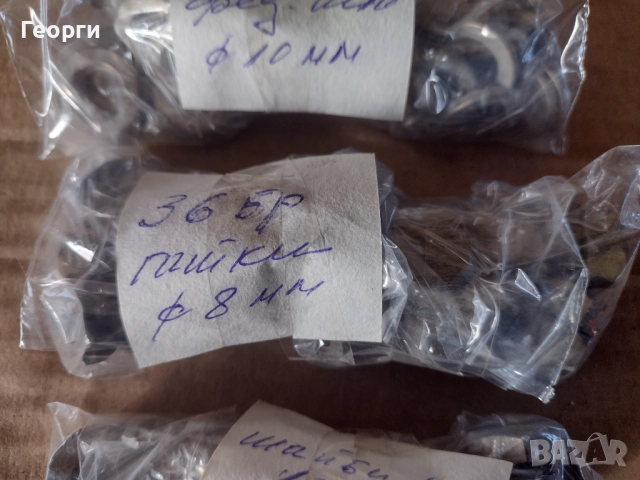 Георги
ф 10 мм
36 бр
гайки
ф 8 мм
шайби
BAZAR